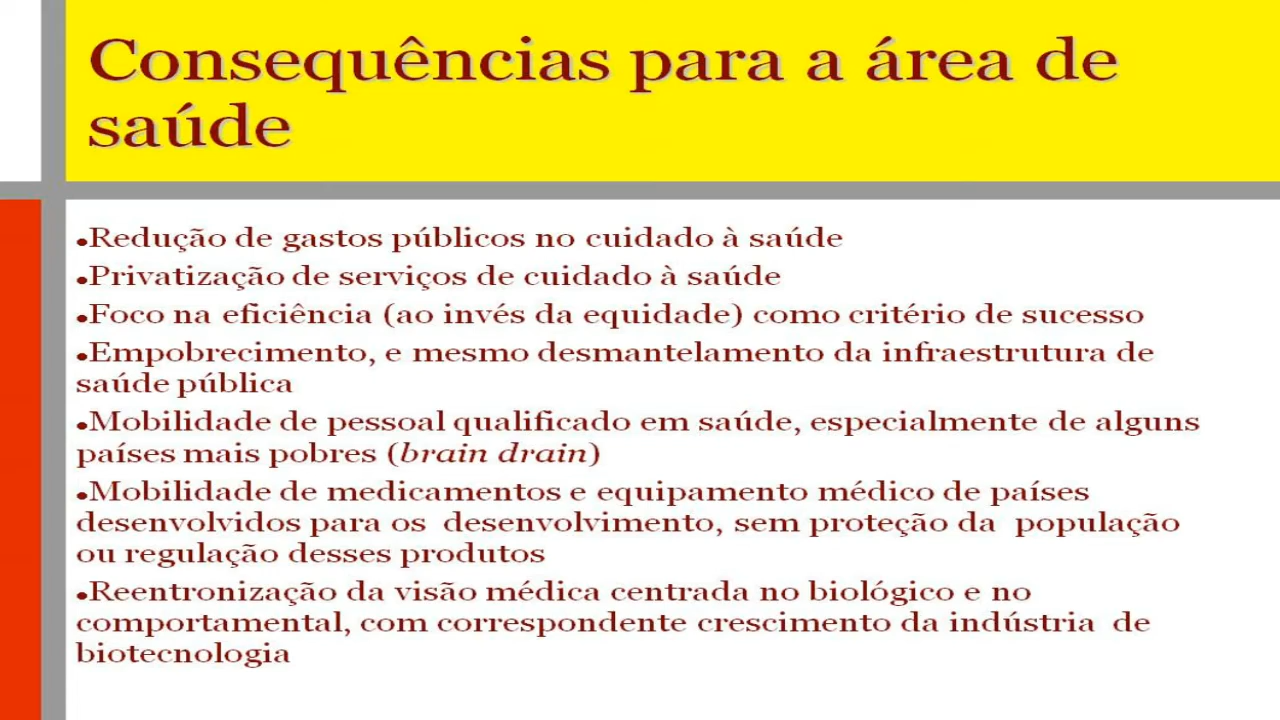 Consequências para a área de
saúde
●Redução de gastos públicos no cuidado à saúde
●Privatização de serviços de cuidado à saúde
●Foco na eficiência (ao invés da equidade) como critério de sucesso
●Empobrecimento, e mesmo desmantelamento da infraestrutura de
saúde pública
●Mobilidade de pessoal qualificado em saúde, especialmente de alguns
países mais pobres (brain drain)
●Mobilidade de medicamentos e equipamento médico de países
desenvolvidos para os desenvolvimento, sem proteção da população
ou regulação desses produtos
●Reentronização da visão médica centrada no biológico e no
comportamental, com correspondente crescimento da indústria de
biotecnologia